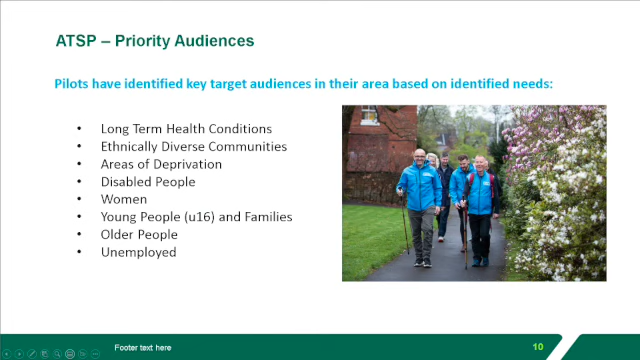 ATSP – Priority Audiences
Pilots have identified key target audiences in their area based on identified needs:
• Long Term Health Conditions
• Ethnically Diverse Communities
• Areas of Deprivation
• Disabled People
• Women
• Young People (u16) and Families
• Older People
• Unemployed
Footer text here
10